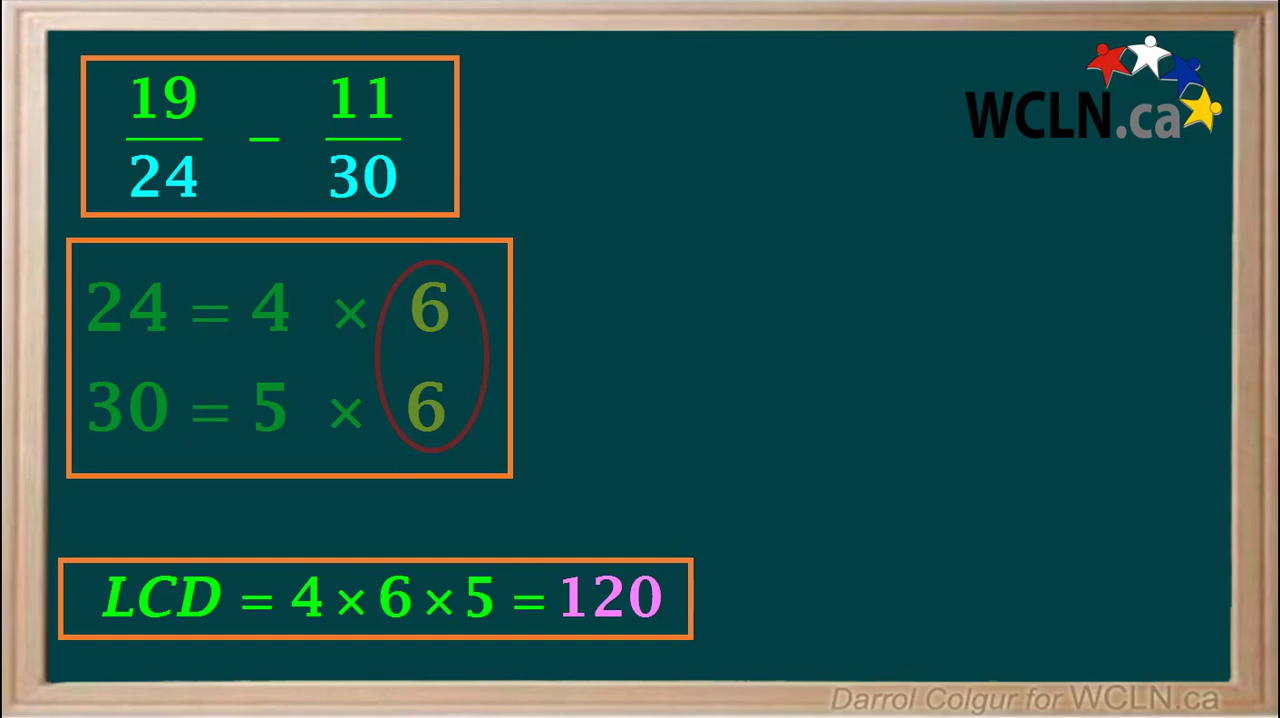 WCLN.ca
19/24 − 11/30
24 = 4 × 6
30 = 5 × 6
LCD = 4 × 6 × 5 = 120
Darrol Colgur for WCLN.ca